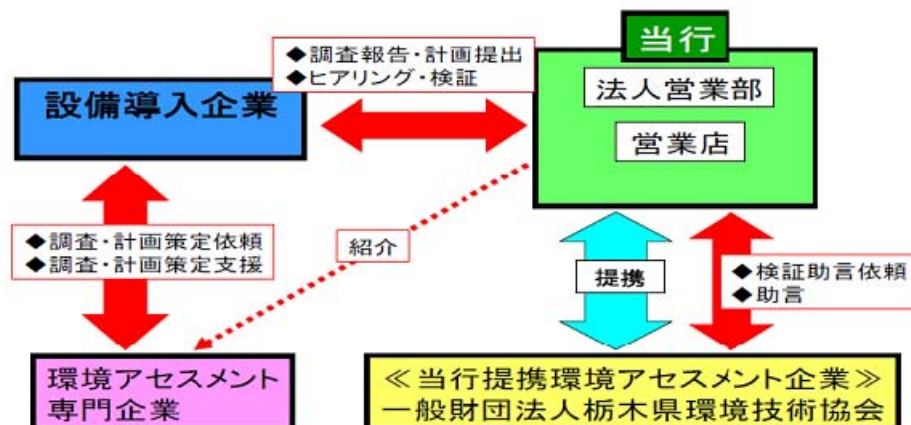 当行
◆調査報告・計画提出
◆ヒアリング・検証
設備導入企業
法人営業部
営業店
◆調査・計画策定依頼
◆調査・計画策定支援
紹介
提携
◆検証助言依頼
◆助言
環境アセスメント
専門企業
≪当行提携環境アセスメント企業≫
一般財団法人栃木県環境技術協会